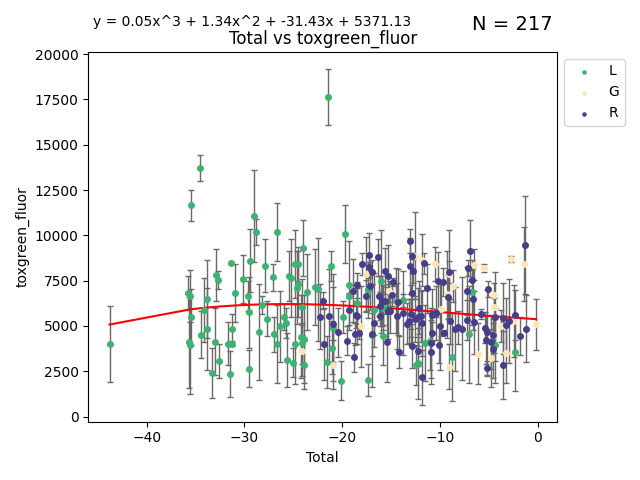 y = 0.05x^3 + 1.34x^2 + -31.43x + 5371.13
N = 217
Total vs toxgreen_fluor
20000
17500
15000
12500
10000
7500
5000
2500
0
toxgreen_fluor
−40
−30
−20
−10
0
Total
L
G
R